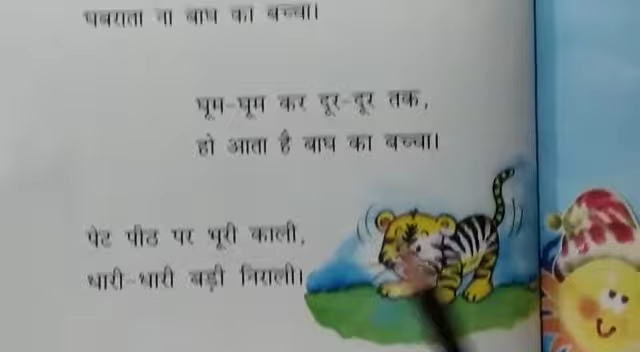 घबराता ना बाघ का बच्चा।
घूम-घूम कर दूर-दूर तक,
हो आता है बाघ का बच्चा।
पेट पीठ पर भूरी काली,
धारी-धारी बड़ी निराली।